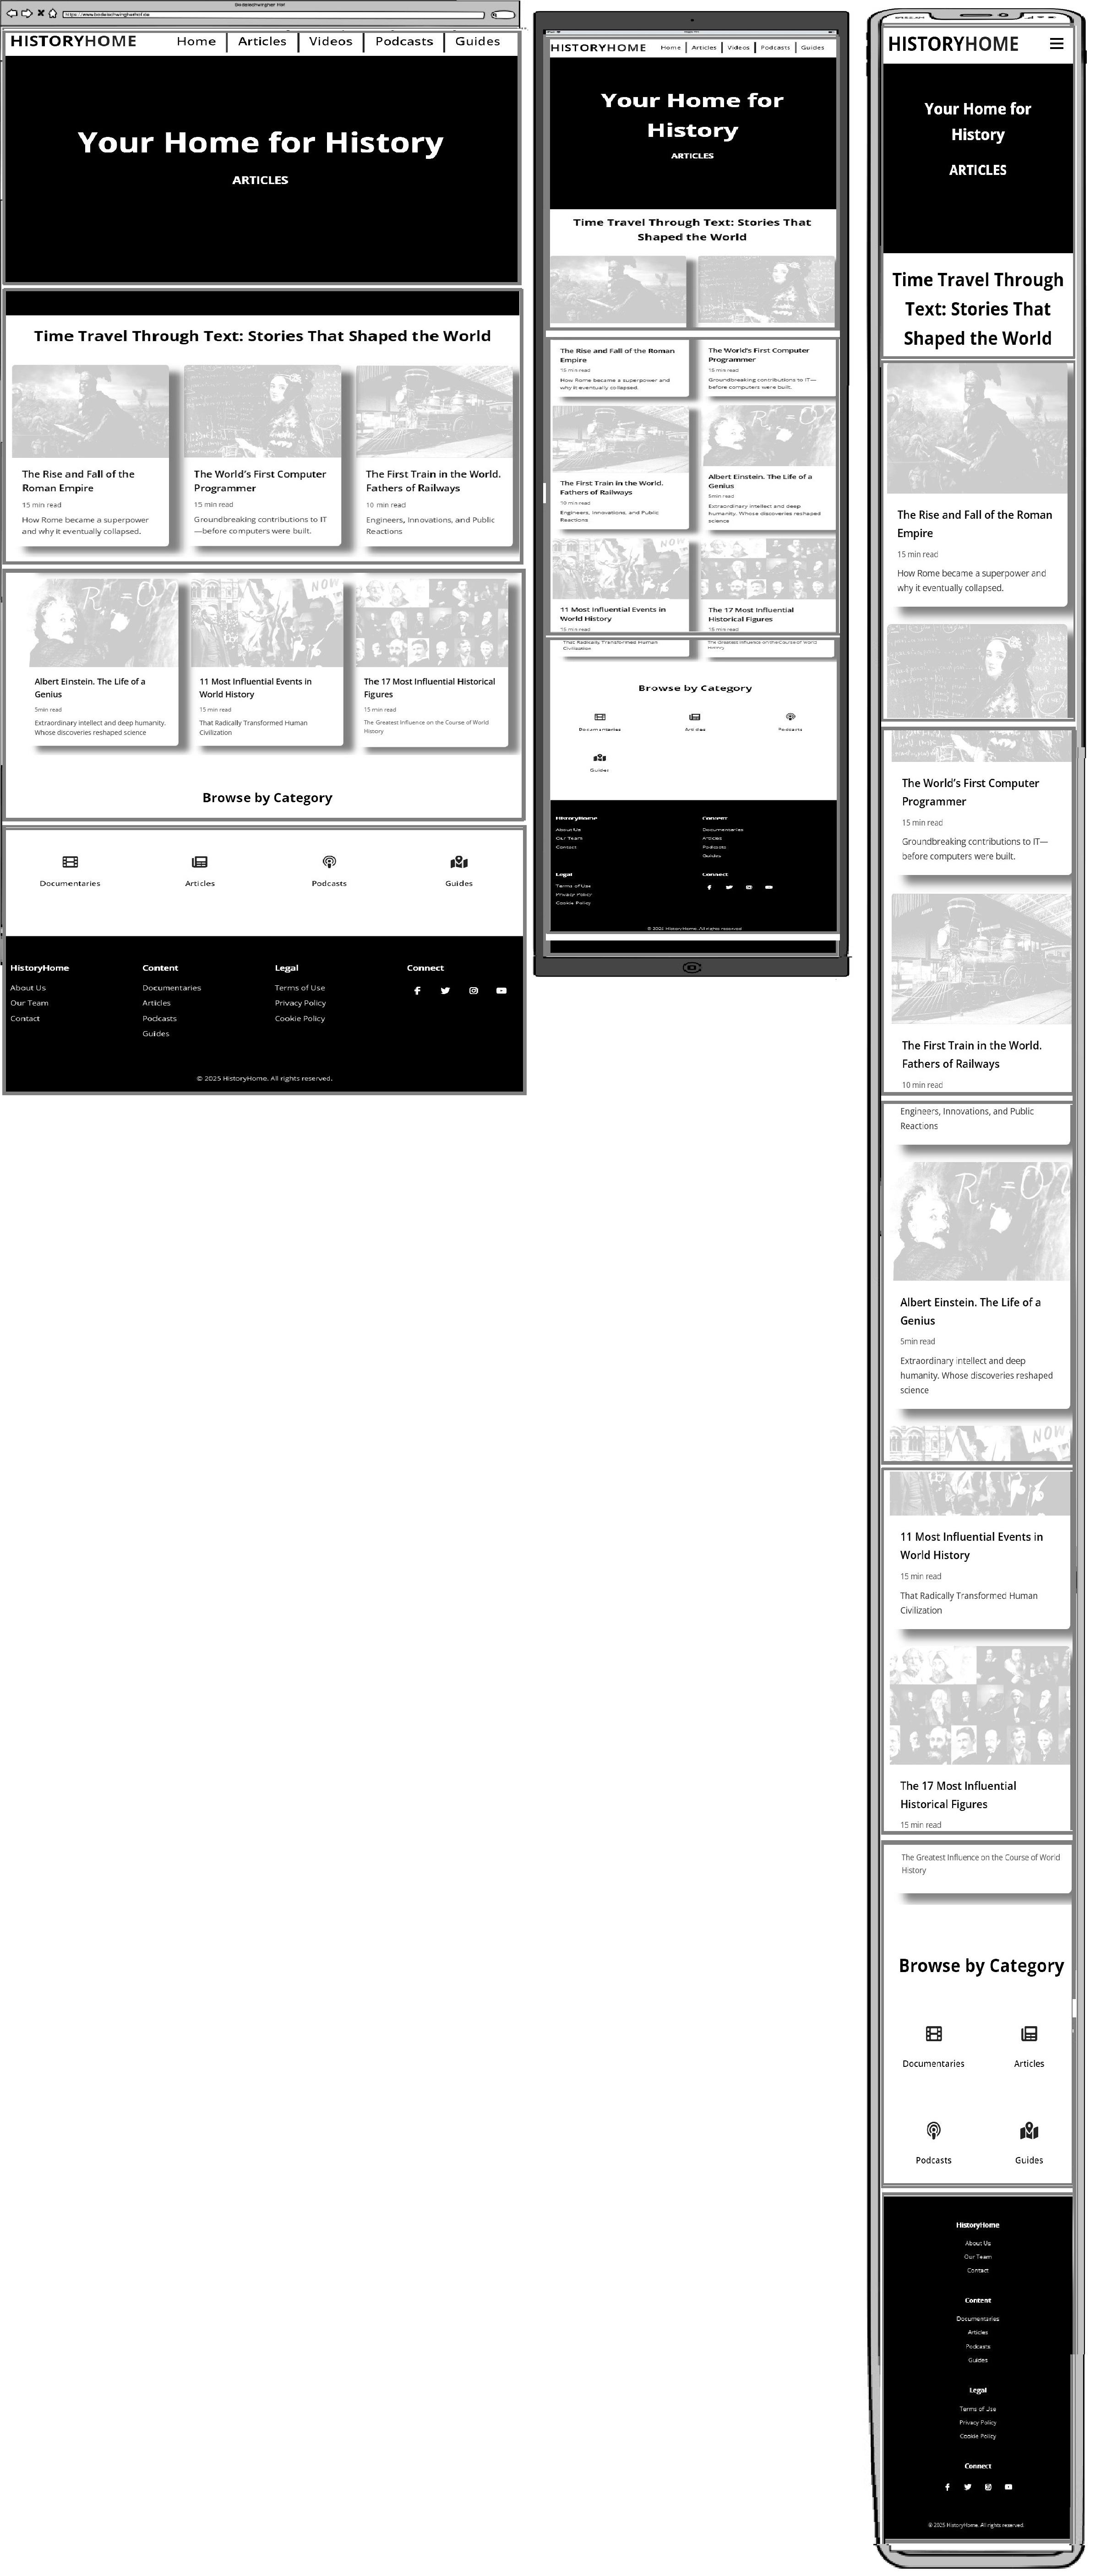 HISTORYHOME
Home
Articles
Videos
Podcasts
Guides
Your Home for History
ARTICLES
Time Travel Through Text: Stories That Shaped the World
The Rise and Fall of the
Roman Empire
15 min read
How Rome became a superpower
and why it eventually collapsed.
The World's First Computer
Programmer
15 min read
Groundbreaking contributions to IT
—before computers were built.
The First Train in the World.
Fathers of Railways
10 min read
Engineers, Innovations, and Public
Reactions
NOW
Albert Einstein. The Life of a
Genius
5min read
Extraordinary intellect and deep humanity.
Whose discoveries reshaped science
11 Most Influential Events in
World History
15 min read
That Radically Transformed Human
Civilization
The 17 Most Influential Historical
Figures
15 min read
The Greatest Influence on the Course of World
History
Browse by Category
Documentaries
Articles
Podcasts
Guides
HistoryHome
About Us
Our Team
Contact
Content
Documentaries
Articles
Podcasts
Guides
Legal
Terms of Use
Privacy Policy
Cookie Policy
Connect
© 2025 HistoryHome. All rights reserved.
HISTORYHOME
Home
Articles
Videos
Podcasts
Guides
Your Home for
History
ARTICLES
Time Travel Through Text: Stories That
Shaped the World
The Rise and Fall of the Roman
Empire
15 min read
How Rome became a superpower and
why it eventually collapsed.
The World's First Computer
Programmer
15 min read
Groundbreaking contributions to IT—
before computers were built.
The First Train in the World.
Fathers of Railways
10 min read
Engineers, Innovations, and Public
Reactions
Albert Einstein. The Life of a
Genius
5min read
Extraordinary intellect and deep
humanity. Whose discoveries reshaped
science
NOW
11 Most Influential Events in
World History
15 min read
That Radically Transformed Human
Civilization
The 17 Most Influential
Historical Figures
15 min read
The Greatest Influence on the Course of World
History
Browse by Category
Documentaries
Articles
Podcasts
Guides
HistoryHome
About Us
Our Team
Contact
Content
Documentaries
Articles
Podcasts
Guides
Legal
Terms of Use
Privacy Policy
Cookie Policy
Connect
© 2025 HistoryHome. All rights reserved
HISTORYHOME
Your Home for
History
ARTICLES
Time Travel Through
Text: Stories That
Shaped the World
The Rise and Fall of the Roman
Empire
15 min read
How Rome became a superpower and
why it eventually collapsed.
The World's First Computer
Programmer
15 min read
Groundbreaking contributions to IT—
before computers were built.
The First Train in the World.
Fathers of Railways
10 min read
Engineers, Innovations, and Public
Reactions
Albert Einstein. The Life of a
Genius
5min read
Extraordinary intellect and deep
humanity. Whose discoveries reshaped
science
NOW
11 Most Influential Events in
World History
15 min read
That Radically Transformed Human
Civilization
The 17 Most Influential
Historical Figures
15 min read
The Greatest Influence on the Course of World
History
Browse by Category
Documentaries
Articles
Podcasts
Guides
HistoryHome
About Us
Our Team
Contact
Content
Documentaries
Articles
Podcasts
Guides
Legal
Terms of Use
Privacy Policy
Cookie Policy
Connect
© 2025 HistoryHome. All rights reserved.